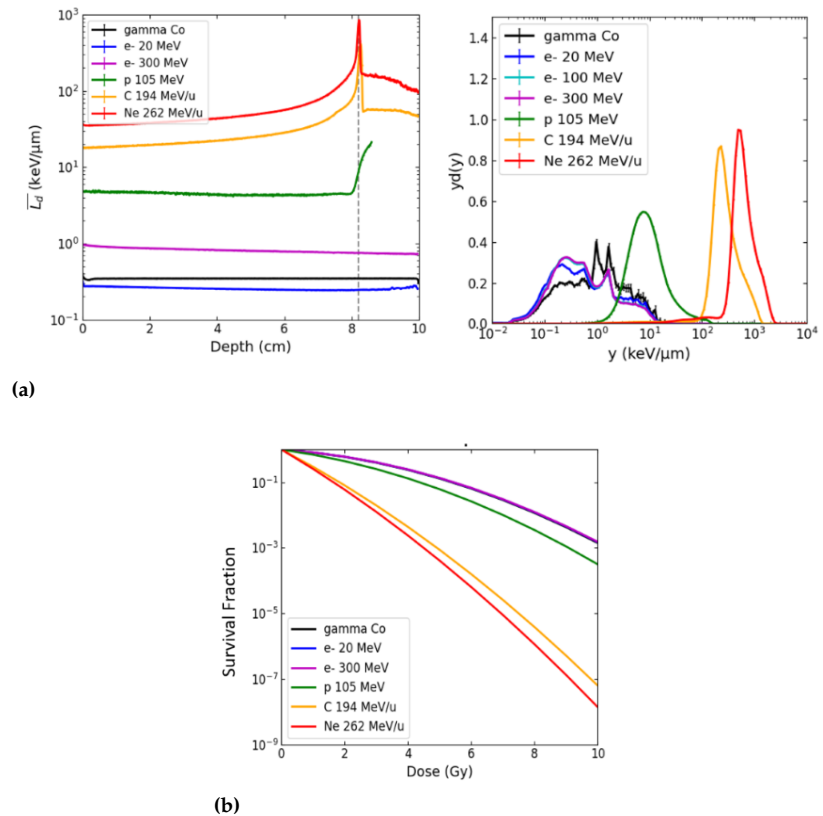 gamma Co
e- 20 MeV
e- 300 MeV
p 105 MeV
C 194 MeV/u
Ne 262 MeV/u
10³
10²
10¹
10⁰
10⁻¹
L_d (keV/μm)
0 2 4 6 8 10
Depth (cm)
gamma Co
e- 20 MeV
e- 100 MeV
e- 300 MeV
p 105 MeV
C 194 MeV/u
Ne 262 MeV/u
1.4
1.2
1.0
0.8
0.6
0.4
0.2
0.0
yd(y)
10⁻² 10⁻¹ 10⁰ 10¹ 10² 10³ 10⁴
y (keV/μm)
(a)
10⁻¹
10⁻³
10⁻⁵
10⁻⁷
10⁻⁹
Survival Fraction
gamma Co
e- 20 MeV
e- 300 MeV
p 105 MeV
C 194 MeV/u
Ne 262 MeV/u
0 2 4 6 8 10
Dose (Gy)
(b)